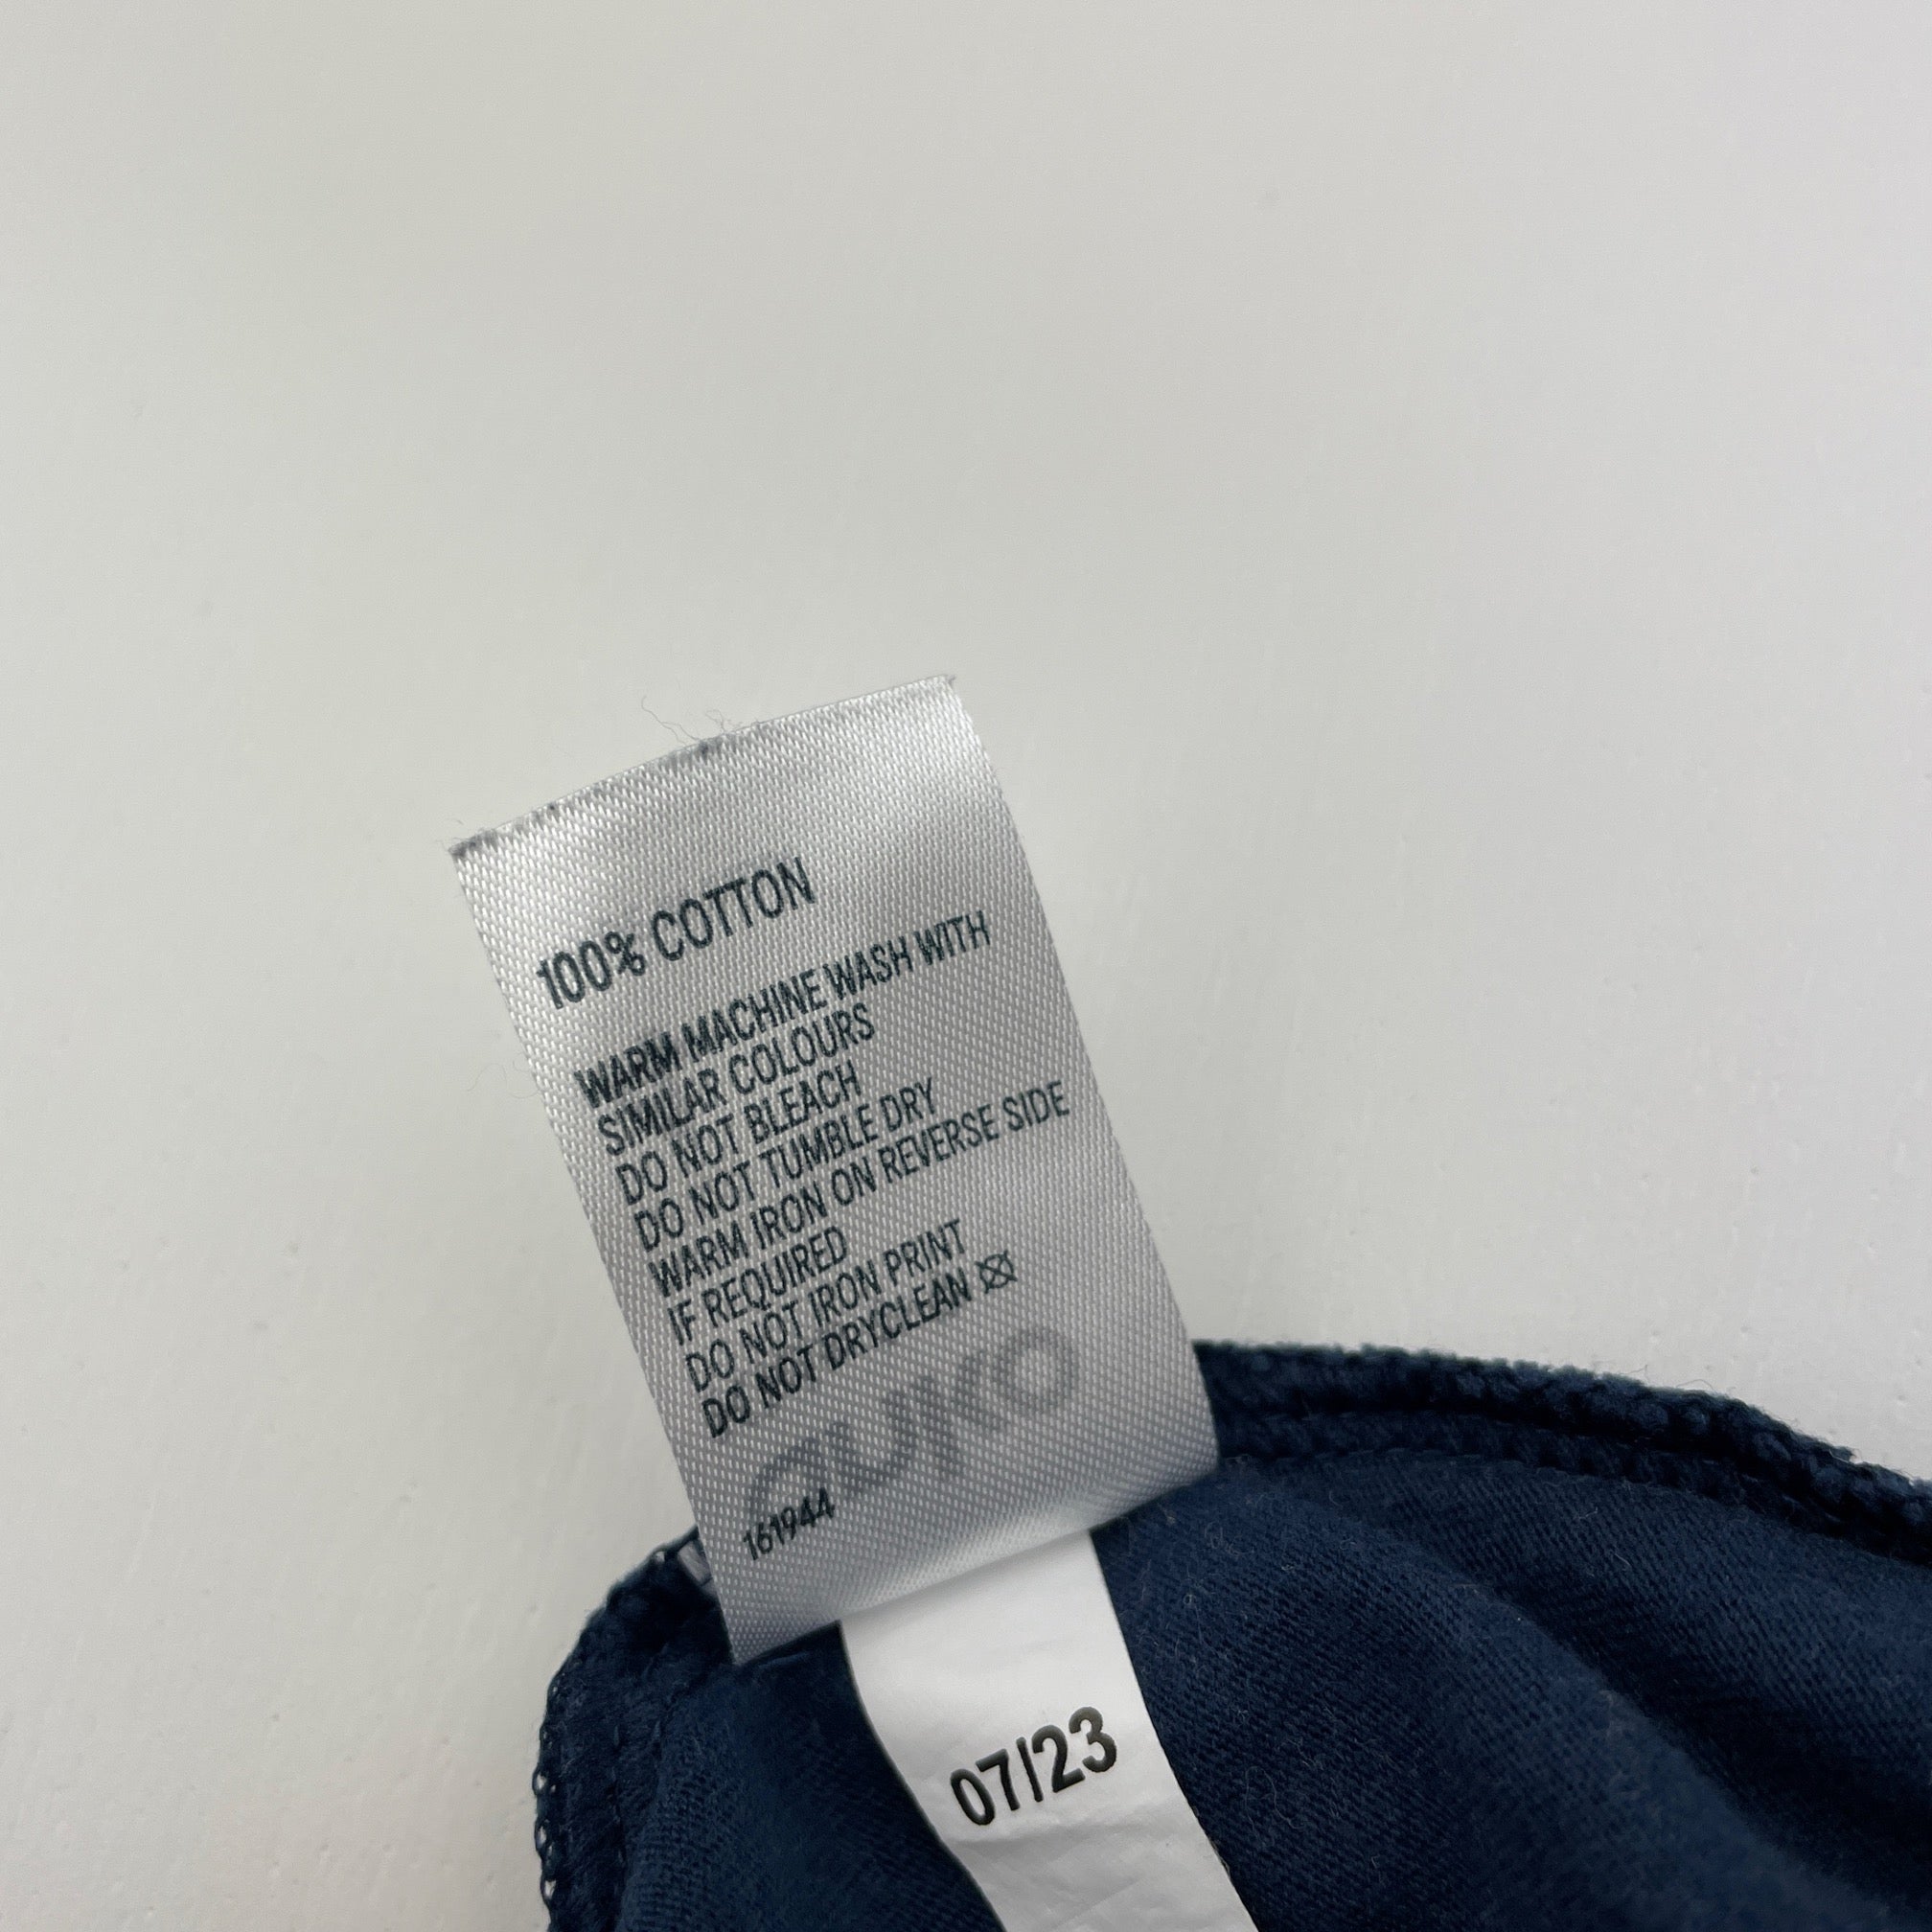 100% COTTON
WARM MACHINE WASH WITH
SIMILAR COLOURS
DO NOT BLEACH
DO NOT TUMBLE DRY
WARM IRON ON REVERSE SIDE
IF REQUIRED
DO NOT IRON PRINT
DO NOT DRYCLEAN
161944
07/23